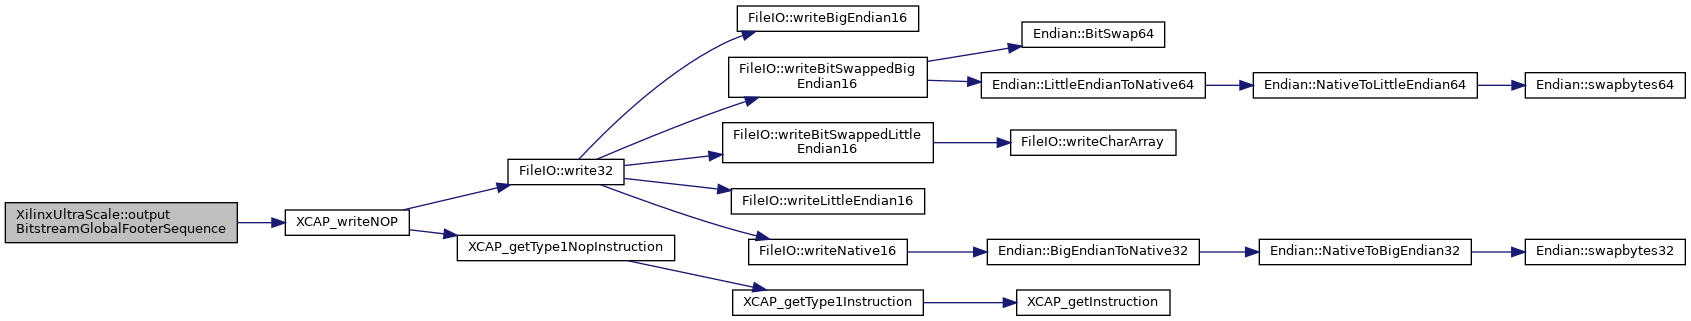 XilinxUltraScale::output
BitstreamGlobalFooterSequence
XCAP_writeNOP
FileIO::write32
XCAP_getType1NopInstruction
FileIO::writeBigEndian16
FileIO::writeBitSwappedBig
Endian16
FileIO::writeBitSwappedLittle
Endian16
FileIO::writeLittleEndian16
FileIO::writeNative16
XCAP_getType1Instruction
Endian::BitSwap64
Endian::LittleEndianToNative64
Endian::NativeToLittleEndian64
Endian::swapbytes64
FileIO::writeCharArray
Endian::BigEndianToNative32
Endian::NativeToBigEndian32
Endian::swapbytes32
XCAP_getInstruction